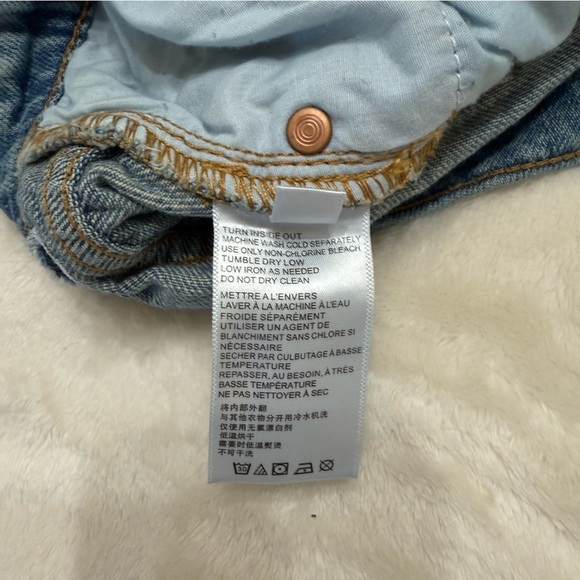 TURN INSIDE OUT
MACHINE WASH COLD SEPARATELY
USE ONLY NON-CHLORINE BLEACH
TUMBLE DRY LOW
LOW IRON AS NEEDED
DO NOT DRY CLEAN
METTRE A L'ENVERS
LAVER À LA MACHINE À L'EAU
FROIDE SÉPARÉMENT
UTILISER UN AGENT DE
BLANCHIMENT SANS CHLORE SI
NÉCESSAIRE
SECHER PAR CULBUTAGE À BASSE
TEMPERATURE
REPASSER, AU BESOIN, À TRÉS
BASSE TEMPÉRATURE
NE PAS NETTOYER À SEC
将内部外翻
与其他衣物分开用冷水机洗
仅使用无氯漂白剂
低温烘干
需要时低温熨烫
不可干洗
30